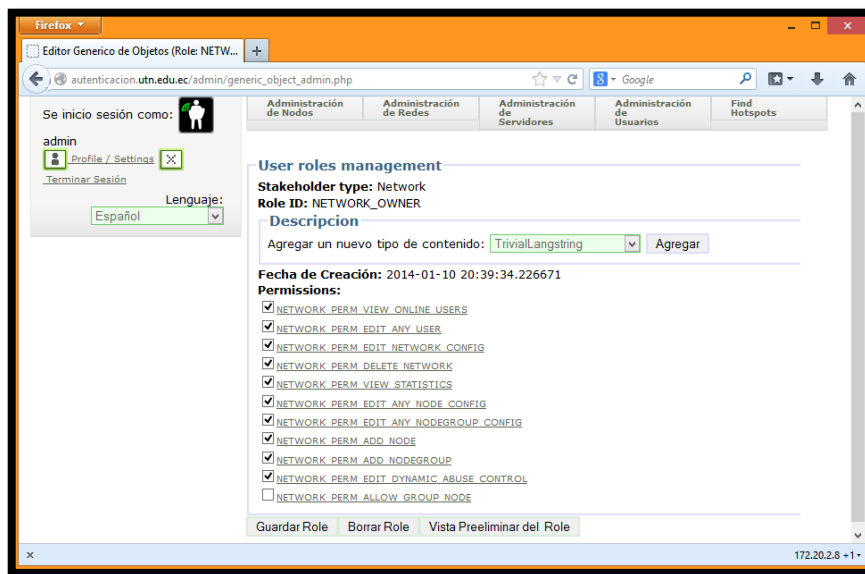 Firefox
Editor Generico de Objetos (Role: NETW...
autenticacion.utn.edu.ec/admin/generic_object_admin.php
Google
Se inicio sesión como:
admin
Profile / Settings
Terminar Sesión
Lenguaje:
Español
Administración de Nodos
Administración de Redes
Administración de Servidores
Administración de Usuarios
Find Hotspots
User roles management
Stakeholder type: Network
Role ID: NETWORK_OWNER
Descripcion
Agregar un nuevo tipo de contenido: TrivialLangstring Agregar
Fecha de Creación: 2014-01-10 20:39:34.226671
Permissions:
NETWORK_PERM_VIEW_ONLINE_USERS
NETWORK_PERM_EDIT_ANY_USER
NETWORK_PERM_EDIT_NETWORK_CONFIG
NETWORK_PERM_DELETE_NETWORK
NETWORK_PERM_VIEW_STATISTICS
NETWORK_PERM_EDIT_ANY_NODE_CONFIG
NETWORK_PERM_EDIT_ANY_NODEGROUP_CONFIG
NETWORK_PERM_ADD_NODE
NETWORK_PERM_ADD_NODEGROUP
NETWORK_PERM_EDIT_DYNAMIC_ABUSE_CONTROL
NETWORK_PERM_ALLOW_GROUP_NODE
Guardar Role Borrar Role Vista Preeliminar del Role
x 172.20.2.8 +1